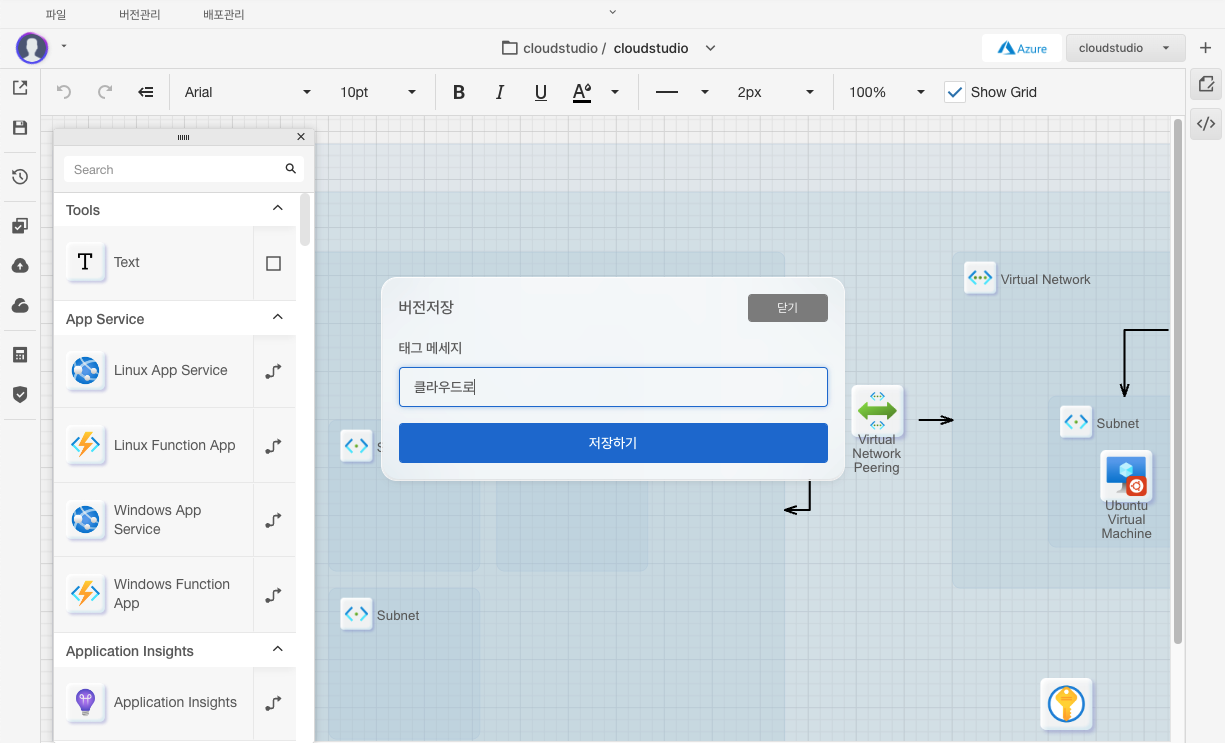 파일 버전관리 배포관리
cloudstudio / cloudstudio
Azure
cloudstudio
Arial 10pt B I U A 2px 100% Show Grid
Search
Tools
T Text
App Service
Linux App Service
Linux Function App
Windows App
Service
Windows Function
App
Application Insights
Application Insights
버전저장
닫기
태그 메세지
클라우드로
저장하기
Subnet
Virtual
Network
Peering
Virtual Network
Subnet
Ubuntu
Virtual
Machine